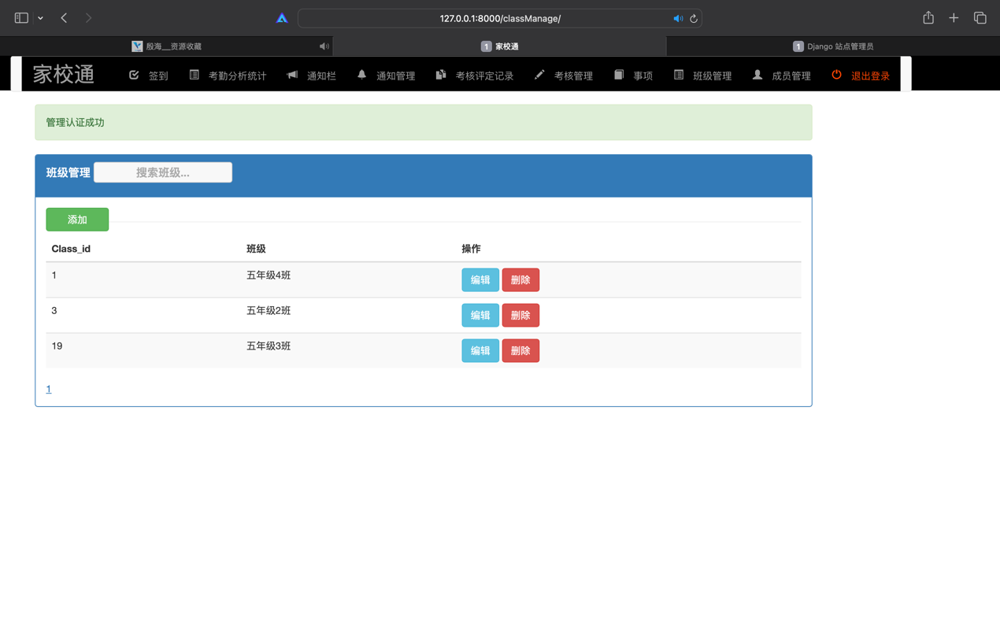 127.0.0.1:8000/classManage/
殷海__资源收藏
1 家校通
1 Django 站点管理员
家校通 签到 考勤分析统计 通知栏 通知管理 考核评定记录 考核管理 事项 班级管理 成员管理 退出登录
管理认证成功
班级管理 搜索班级...
添加
Class_id 班级 操作
1 五年级4班 编辑 删除
3 五年级2班 编辑 删除
19 五年级3班 编辑 删除
1